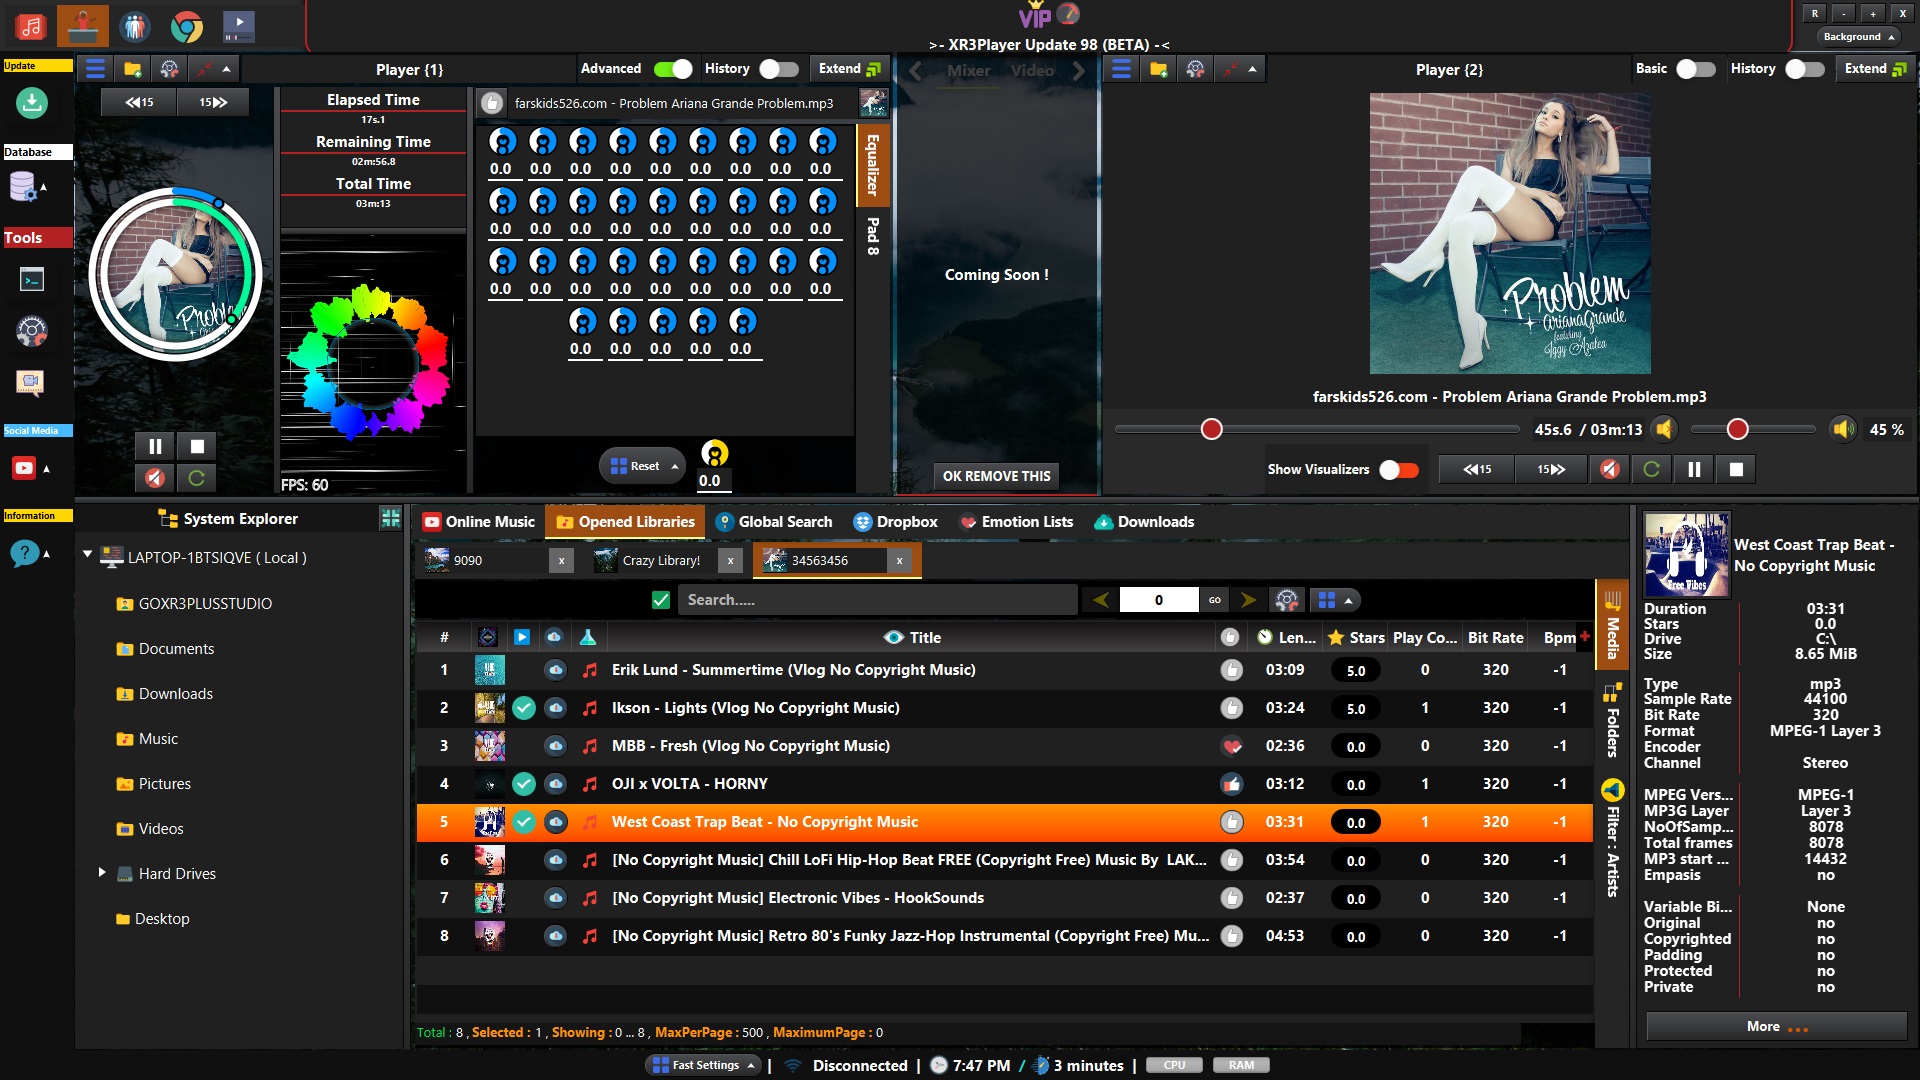 VIP
>- XR3Player Update 98 (BETA) -<
R - + X
Background
Update
Database
Tools
Social Media
Information
Player {1}
Advanced
History
Extend
15
15
Elapsed Time
17s.1
Remaining Time
02m:56.8
Total Time
03m:13
FPS: 60
farskids526.com - Problem Ariana Grande Problem.mp3
0.0 0.0 0.0 0.0 0.0 0.0 0.0 0.0 0.0
0.0 0.0 0.0 0.0 0.0 0.0 0.0 0.0 0.0
0.0 0.0 0.0 0.0 0.0 0.0 0.0 0.0 0.0
0.0 0.0 0.0 0.0 0.0
Reset
0.0
Equalizer
Pad 8
Mixer
Video
Coming Soon !
OK REMOVE THIS
Player {2}
Basic
History
Extend
Problem
Ariana Grande
featuring
Iggy Azalea
farskids526.com - Problem Ariana Grande Problem.mp3
45s.6 / 03m:13
45 %
Show Visualizers
15
15
System Explorer
LAPTOP-1BTSIQVE ( Local )
GOXR3PLUSSTUDIO
Documents
Downloads
Music
Pictures
Videos
Hard Drives
Desktop
Online Music
Opened Libraries
Global Search
Dropbox
Emotion Lists
Downloads
9090 x
Crazy Library! x
34563456 x
Search.....
0
GO
# Title Len... Stars Play Co... Bit Rate Bpm
1 Erik Lund - Summertime (Vlog No Copyright Music) 03:09 5.0 0 320 -1
2 Ikson - Lights (Vlog No Copyright Music) 03:24 5.0 1 320 -1
3 MBB - Fresh (Vlog No Copyright Music) 02:36 0.0 0 320 -1
4 OJI x VOLTA - HORNY 03:12 0.0 1 320 -1
5 West Coast Trap Beat - No Copyright Music 03:31 0.0 1 320 -1
6 [No Copyright Music] Chill LoFi Hip-Hop Beat FREE (Copyright Free) Music By LAK... 03:54 0.0 0 320 -1
7 [No Copyright Music] Electronic Vibes - HookSounds 02:37 0.0 0 320 -1
8 [No Copyright Music] Retro 80's Funky Jazz-Hop Instrumental (Copyright Free) Mu... 04:53 0.0 0 320 -1
Total : 8 , Selected : 1 , Showing : 0 ... 8 , MaxPerPage : 500 , MaximumPage : 0
Media
Folders
Filter : Artists
Free Vibes
West Coast Trap Beat -
No Copyright Music
Duration 03:31
Stars 0.0
Drive C:\
Size 8.65 MiB
Type mp3
Sample Rate 44100
Bit Rate 320
Format MPEG-1 Layer 3
Encoder
Channel Stereo
MPEG Vers... MPEG-1
MP3G Layer Layer 3
NoOfSamp... 8078
Total frames 8078
MP3 start ... 14432
Empasis no
Variable Bi... None
Original no
Copyrighted no
Padding no
Protected no
Private no
More ...
Fast Settings | Disconnected | 7:47 PM / 3 minutes | CPU RAM